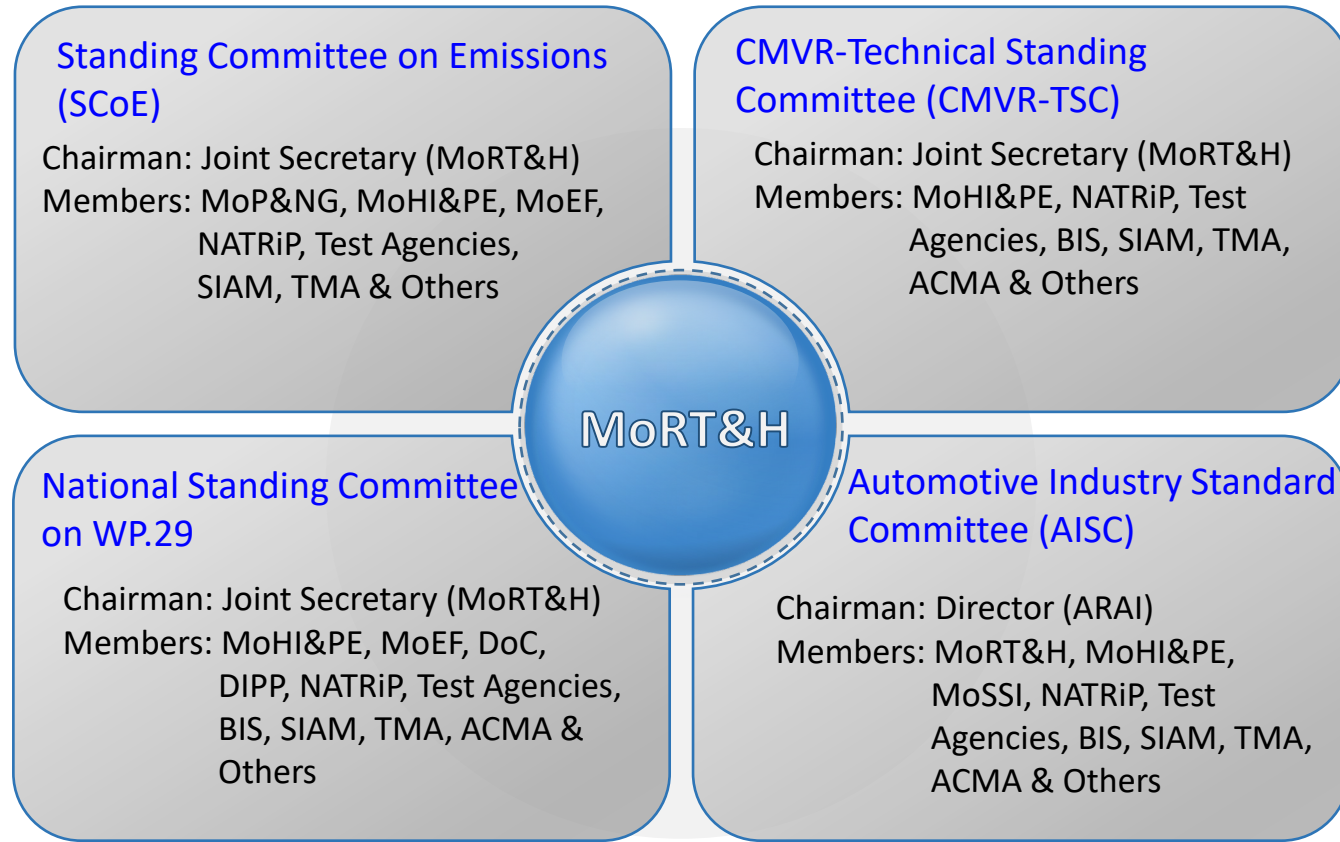 Standing Committee on Emissions
(SCoE)
Chairman: Joint Secretary (MoRT&H)
Members: MoP&NG, MoHI&PE, MoEF,
NATRiP, Test Agencies,
SIAM, TMA & Others
CMVR-Technical Standing
Committee (CMVR-TSC)
Chairman: Joint Secretary (MoRT&H)
Members: MoHI&PE, NATRiP, Test
Agencies, BIS, SIAM, TMA,
ACMA & Others
MoRT&H
National Standing Committee
on WP.29
Chairman: Joint Secretary (MoRT&H)
Members: MoHI&PE, MoEF, DoC,
DIPP, NATRiP, Test Agencies,
BIS, SIAM, TMA, ACMA &
Others
Automotive Industry Standard
Committee (AISC)
Chairman: Director (ARAI)
Members: MoRT&H, MoHI&PE,
MoSSI, NATRiP, Test
Agencies, BIS, SIAM, TMA,
ACMA & Others